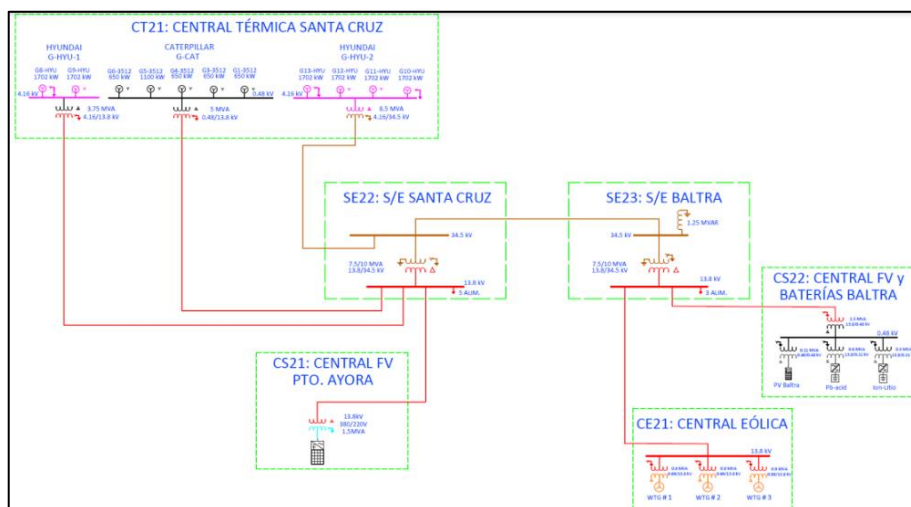 CT21: CENTRAL TÉRMICA SANTA CRUZ
HYUNDAI
G-HYU-1
CATERPILLAR
G-CAT
HYUNDAI
G-HYU-2
G8-HYU
1702 kW
G9-HYU
1702 kW
G6-3512
650 kW
G5-3512
1100 kW
G4-3512
650 kW
G3-3512
650 kW
G1-3512
650 kW
G13-HYU
1702 kW
G12-HYU
1702 kW
G11-HYU
1702 kW
G10-HYU
1702 kW
4.16 kV
0.48 kV
4.16 kV
3.75 MVA
4.16/13.8 kV
5 MVA
0.48/13.8 kV
8.5 MVA
4.16/34.5 kV
SE22: S/E SANTA CRUZ
34.5 kV
7.5/10 MVA
13.8/34.5 kV
13.8 kV
5 ALIM.
SE23: S/E BALTRA
1.25 MVAR
34.5 kV
7.5/10 MVA
13.8/34.5 kV
13.8 kV
3 ALIM.
CS22: CENTRAL FV y
BATERÍAS BALTRA
0.48 kV
PV Baltra
Pb-acid
Ion-Litio
CS21: CENTRAL FV
PTO. AYORA
13.8kV
380/220V
1.5MVA
CE21: CENTRAL EÓLICA
13.8 kV
WTG # 1
WTG # 2
WTG # 3